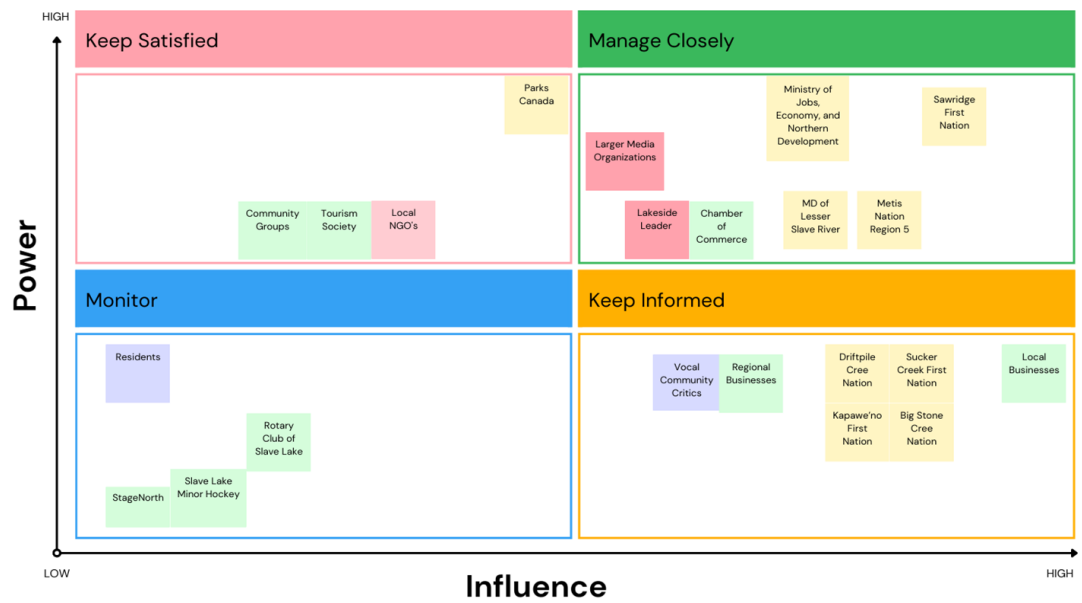 HIGH
Keep Satisfied
Manage Closely
Parks
Canada
Ministry of
Jobs,
Economy, and
Northern
Development
Sawridge
First
Nation
Larger Media
Organizations
Community
Groups
Tourism
Society
Local
NGO's
Lakeside
Leader
Chamber
of
Commerce
MD of
Lesser
Slave River
Metis
Nation
Region 5
Power
Monitor
Keep Informed
Residents
Rotary
Club of
Slave Lake
Slave Lake
Minor Hockey
StageNorth
Vocal
Community
Critics
Regional
Businesses
Driftpile
Cree
Nation
Sucker
Creek First
Nation
Local
Businesses
Kapawe'no
First
Nation
Big Stone
Cree
Nation
LOW
Influence
HIGH